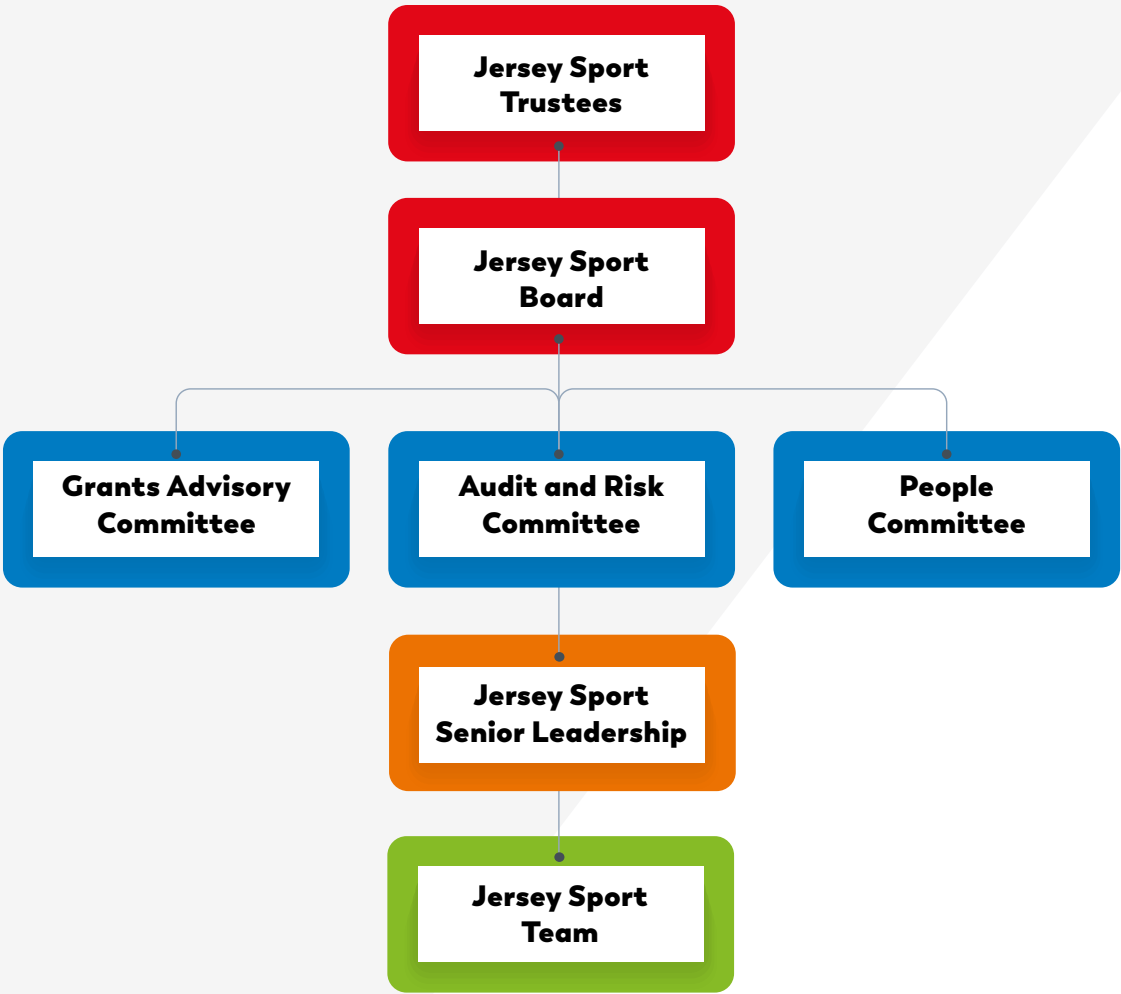 Jersey Sport
Trustees
Jersey Sport
Board
Grants Advisory
Committee
Audit and Risk
Committee
People
Committee
Jersey Sport
Senior Leadership
Jersey Sport
Team